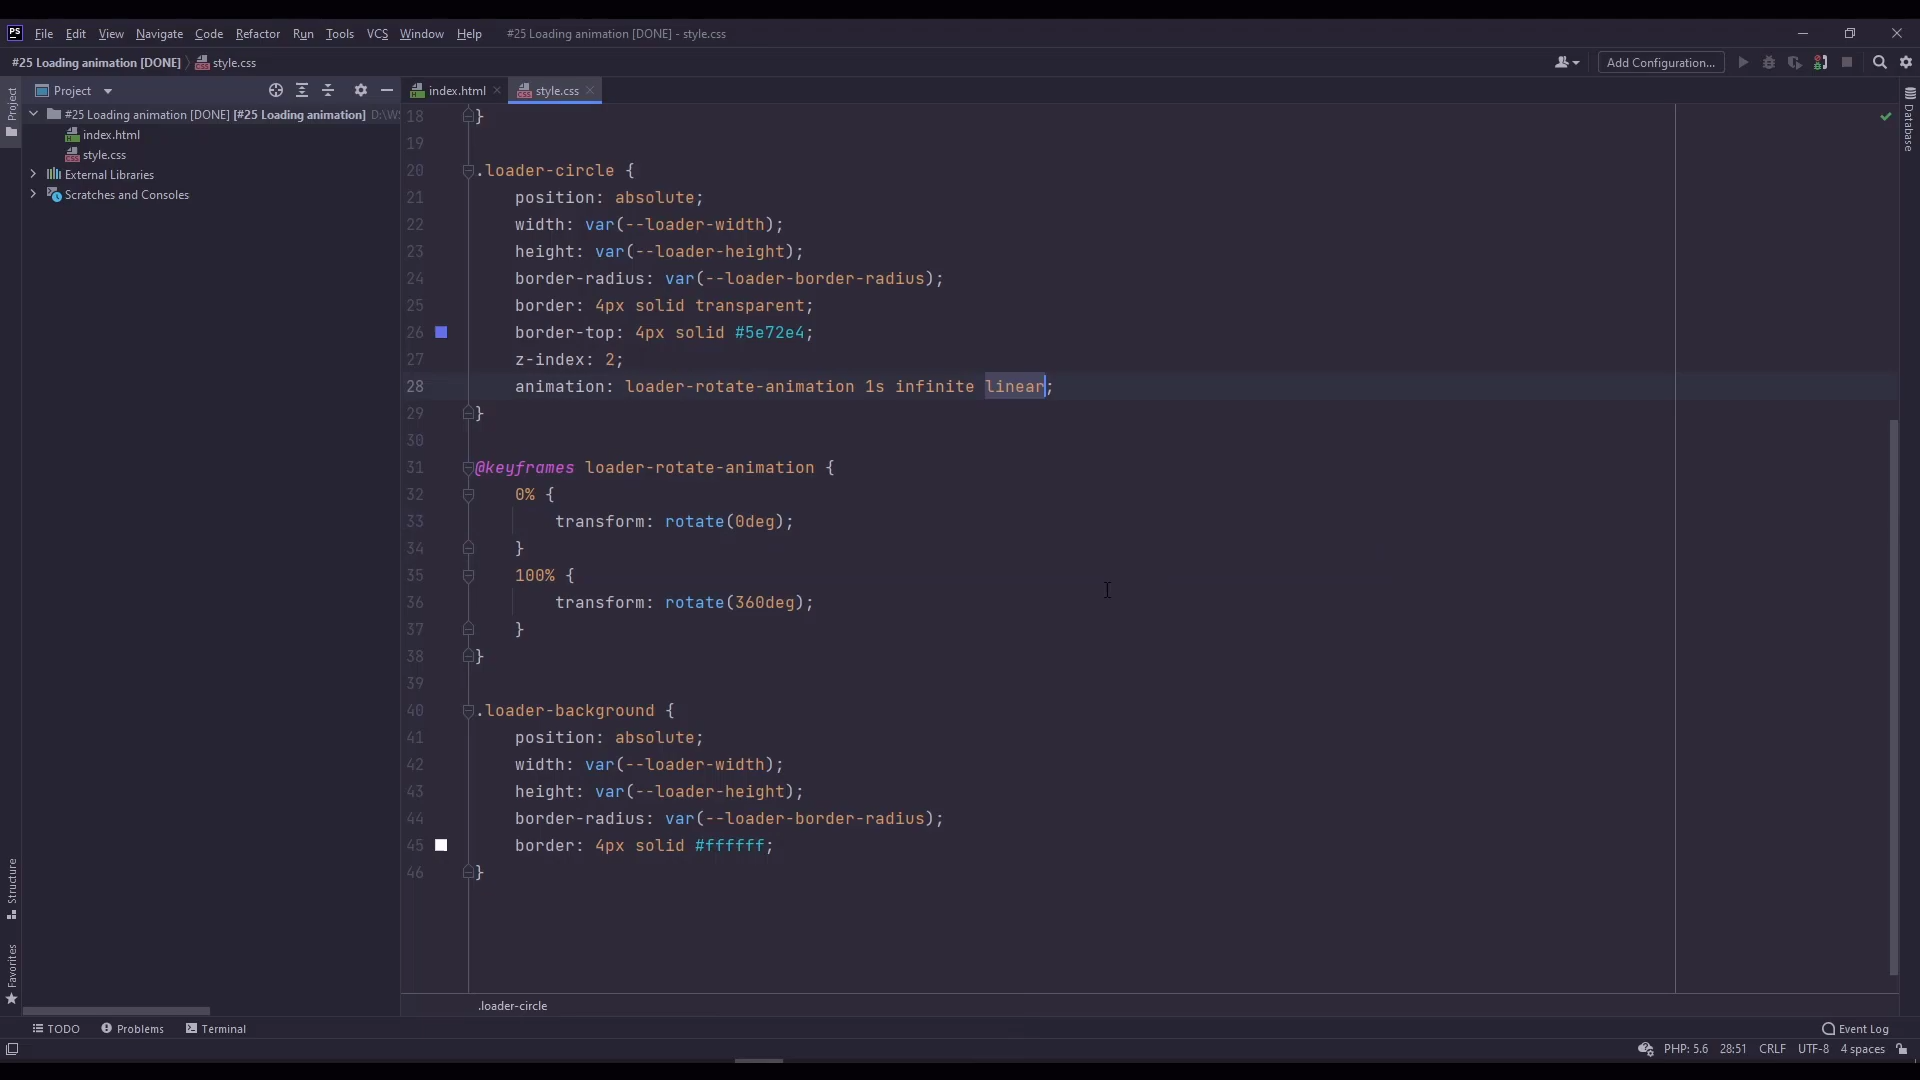 PS File Edit View Navigate Code Refactor Run Tools VCS Window Help #25 Loading animation [DONE] - style.css
#25 Loading animation [DONE] style.css Add Configuration...
Project index.html style.css
Project
#25 Loading animation [DONE] [#25 Loading animation] D:\WS
index.html
style.css
External Libraries
Scratches and Consoles
18 }
19
20 .loader-circle {
21 position: absolute;
22 width: var(--loader-width);
23 height: var(--loader-height);
24 border-radius: var(--loader-border-radius);
25 border: 4px solid transparent;
26 border-top: 4px solid #5e72e4;
27 z-index: 2;
28 animation: loader-rotate-animation 1s infinite linear;
29 }
30
31 @keyframes loader-rotate-animation {
32 0% {
33 transform: rotate(0deg);
34 }
35 100% {
36 transform: rotate(360deg);
37 }
38 }
39
40 .loader-background {
41 position: absolute;
42 width: var(--loader-width);
43 height: var(--loader-height);
44 border-radius: var(--loader-border-radius);
45 border: 4px solid #ffffff;
46 }
Database
Structure
Favorites
.loader-circle
TODO Problems Terminal Event Log
PHP: 5.6 28:51 CRLF UTF-8 4 spaces